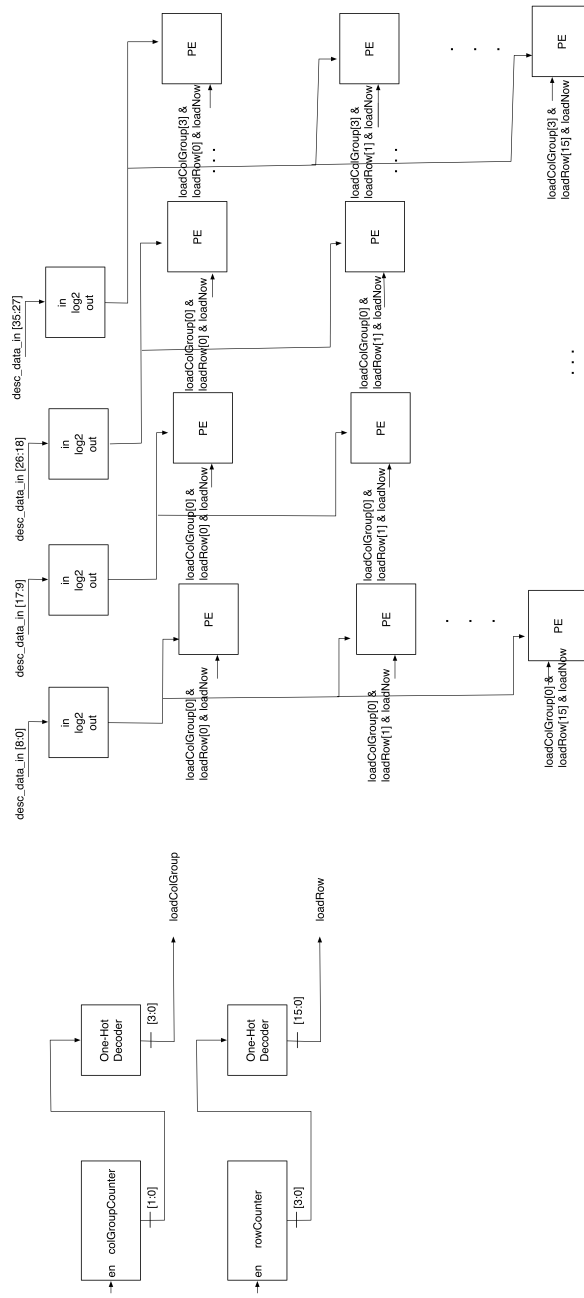 en colGroupCounter
[1:0]
One-Hot
Decoder
[3:0]
loadColGroup
en rowCounter
[3:0]
One-Hot
Decoder
[15:0]
loadRow
desc_data_in [8:0]
desc_data_in [17:9]
desc_data_in [26:18]
desc_data_in [35:27]
in
log2
out
in
log2
out
in
log2
out
in
log2
out
loadColGroup[0] &
loadRow[0] & loadNow
PE
loadColGroup[0] &
loadRow[0] & loadNow
PE
loadColGroup[0] &
loadRow[0] & loadNow
PE
loadColGroup[3] &
loadRow[0] & loadNow
. . .
PE
loadColGroup[0] &
loadRow[1] & loadNow
PE
loadColGroup[0] &
loadRow[1] & loadNow
PE
loadColGroup[0] &
loadRow[1] & loadNow
PE
loadColGroup[3] &
loadRow[1] & loadNow
. . .
PE
. . .
. . .
loadColGroup[0] &
loadRow[15] & loadNow
PE
. . .
loadColGroup[3] &
loadRow[15] & loadNow
PE